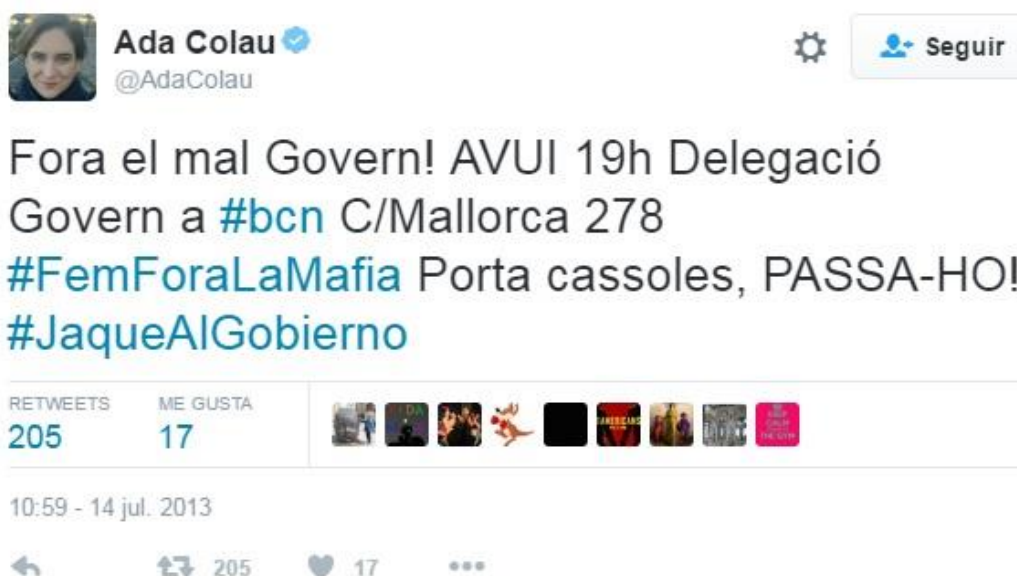 Ada Colau
@AdaColau
Seguir
Fora el mal Govern! AVUI 19h Delegació
Govern a #bcn C/Mallorca 278
#FemForaLaMafia Porta cassoles, PASSA-HO!
#JaqueAlGobierno
RETWEETS ME GUSTA
205 17
10:59 - 14 jul. 2013
205 17